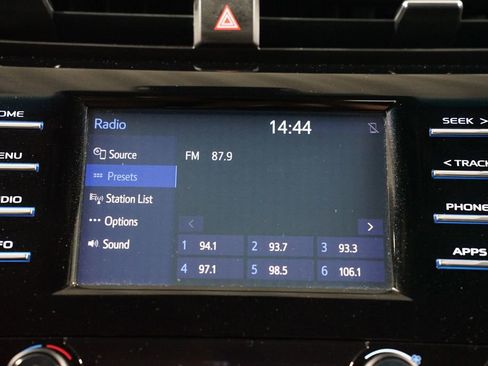 Radio 14:44
Source FM 87.9
Presets
Station List
Options
Sound
1 94.1 2 93.7 3 93.3
4 97.1 5 98.5 6 106.1
OME
ENU
DIO
FO
SEEK >
< TRACK
PHONE
APPS